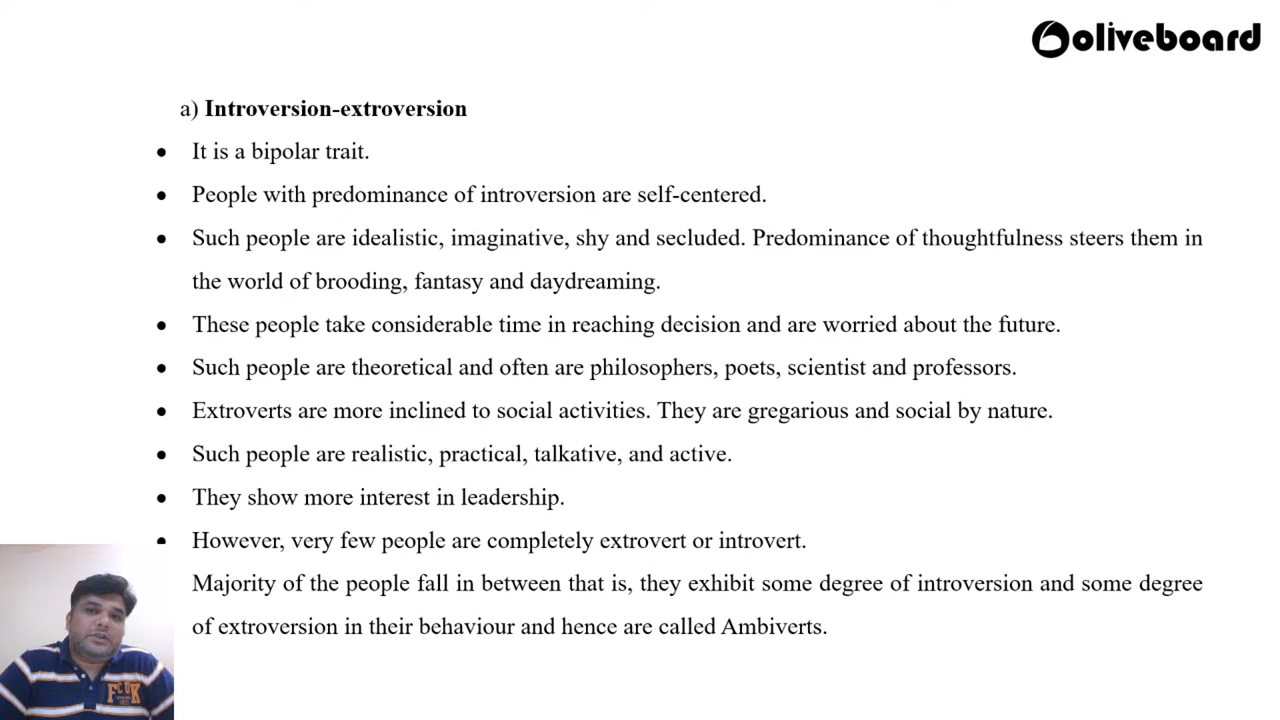 oliveboard
a) Introversion-extroversion
• It is a bipolar trait.
• People with predominance of introversion are self-centered.
• Such people are idealistic, imaginative, shy and secluded. Predominance of thoughtfulness steers them in
the world of brooding, fantasy and daydreaming.
• These people take considerable time in reaching decision and are worried about the future.
• Such people are theoretical and often are philosophers, poets, scientist and professors.
• Extroverts are more inclined to social activities. They are gregarious and social by nature.
• Such people are realistic, practical, talkative, and active.
• They show more interest in leadership.
• However, very few people are completely extrovert or introvert.
Majority of the people fall in between that is, they exhibit some degree of introversion and some degree
of extroversion in their behaviour and hence are called Ambiverts.
FCUK